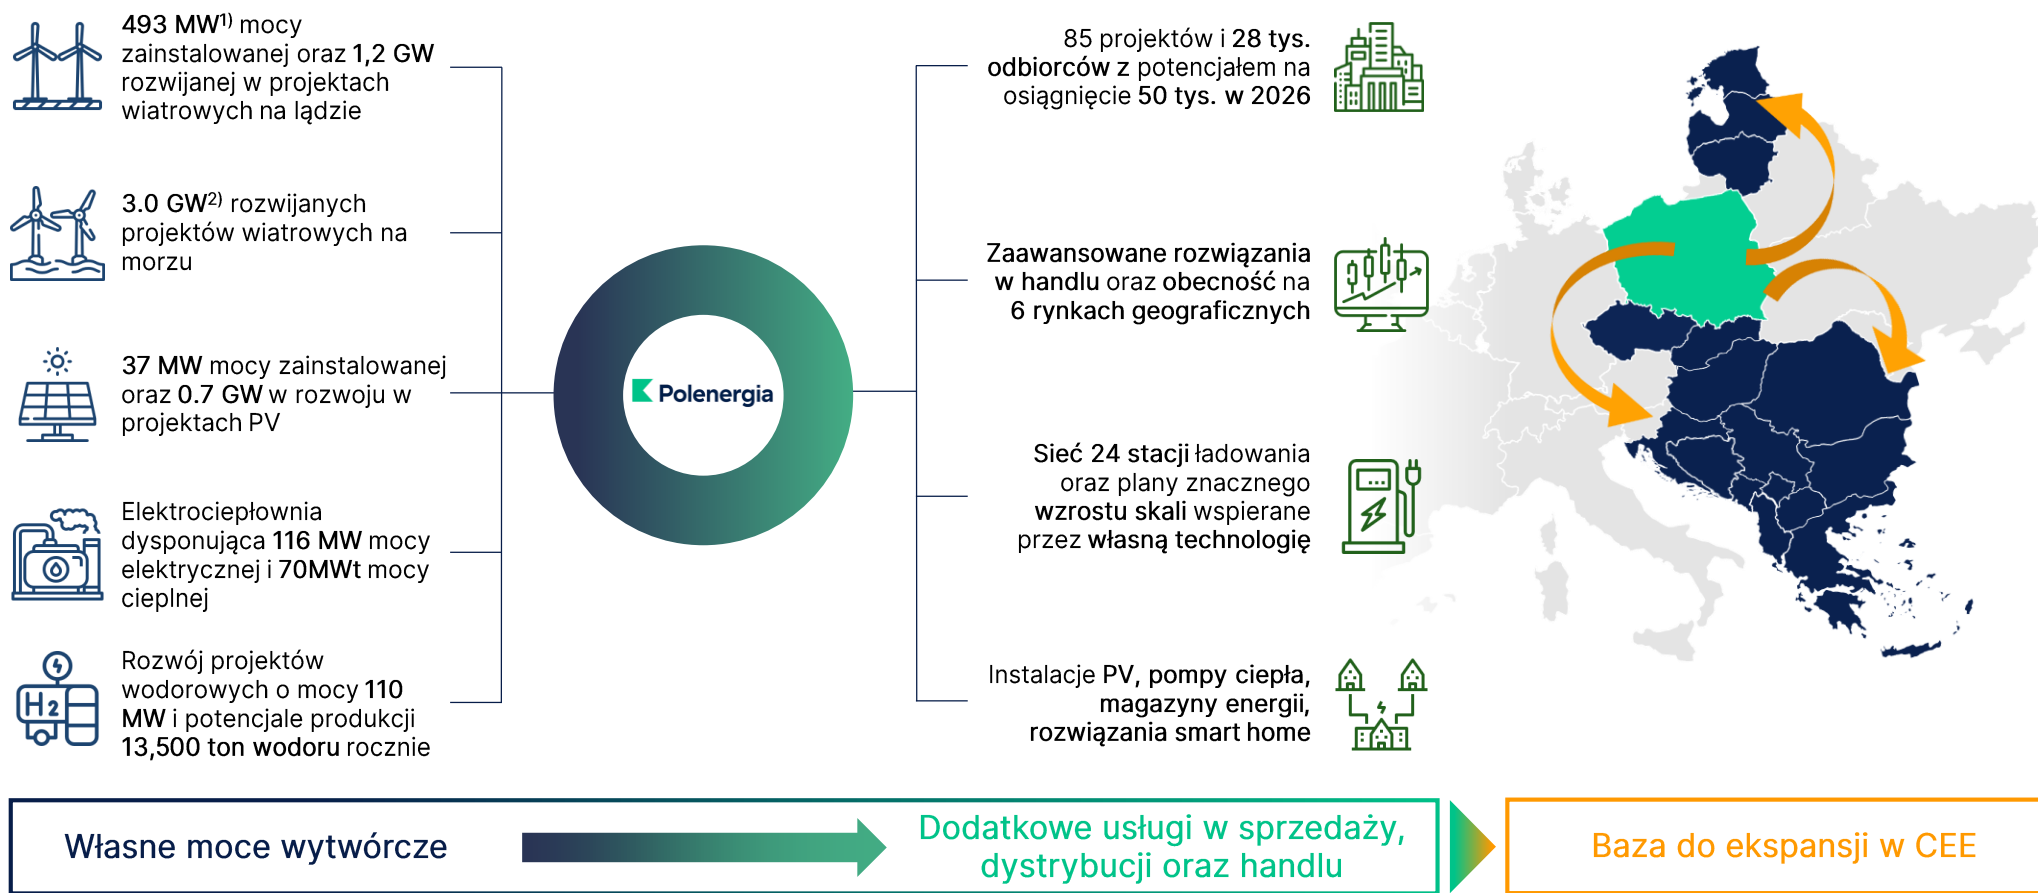 493 MW1) mocy
zainstalowanej oraz 1,2 GW
rozwijanej w projektach
wiatrowych na lądzie
3.0 GW2) rozwijanych
projektów wiatrowych na
morzu
37 MW mocy zainstalowanej
oraz 0.7 GW w rozwoju w
projektach PV
Elektrociepłownia
dysponująca 116 MW mocy
elektrycznej i 70MWt mocy
cieplnej
H2
Rozwój projektów
wodorowych o mocy 110
MW i potencjale produkcji
13,500 ton wodoru rocznie
Polenergia
85 projektów i 28 tys.
odbiorców z potencjałem na
osiągnięcie 50 tys. w 2026
Zaawansowane rozwiązania
w handlu oraz obecność na
6 rynkach geograficznych
Sieć 24 stacji ładowania
oraz plany znacznego
wzrostu skali wspierane
przez własną technologię
Instalacje PV, pompy ciepła,
magazyny energii,
rozwiązania smart home
Własne moce wytwórcze
Dodatkowe usługi w sprzedaży,
dystrybucji oraz handlu
Baza do ekspansji w CEE